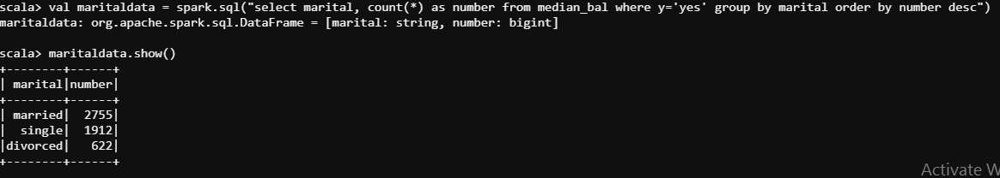 scala> val maritaldata = spark.sql("select marital, count(*) as number from median_bal where y='yes' group by marital order by number desc")
maritaldata: org.apache.spark.sql.DataFrame = [marital: string, number: bigint]
scala> maritaldata.show()
+--------+------+
| marital|number|
+--------+------+
| married|  2755|
|  single|  1912|
|divorced|   622|
+--------+------+
Activate W